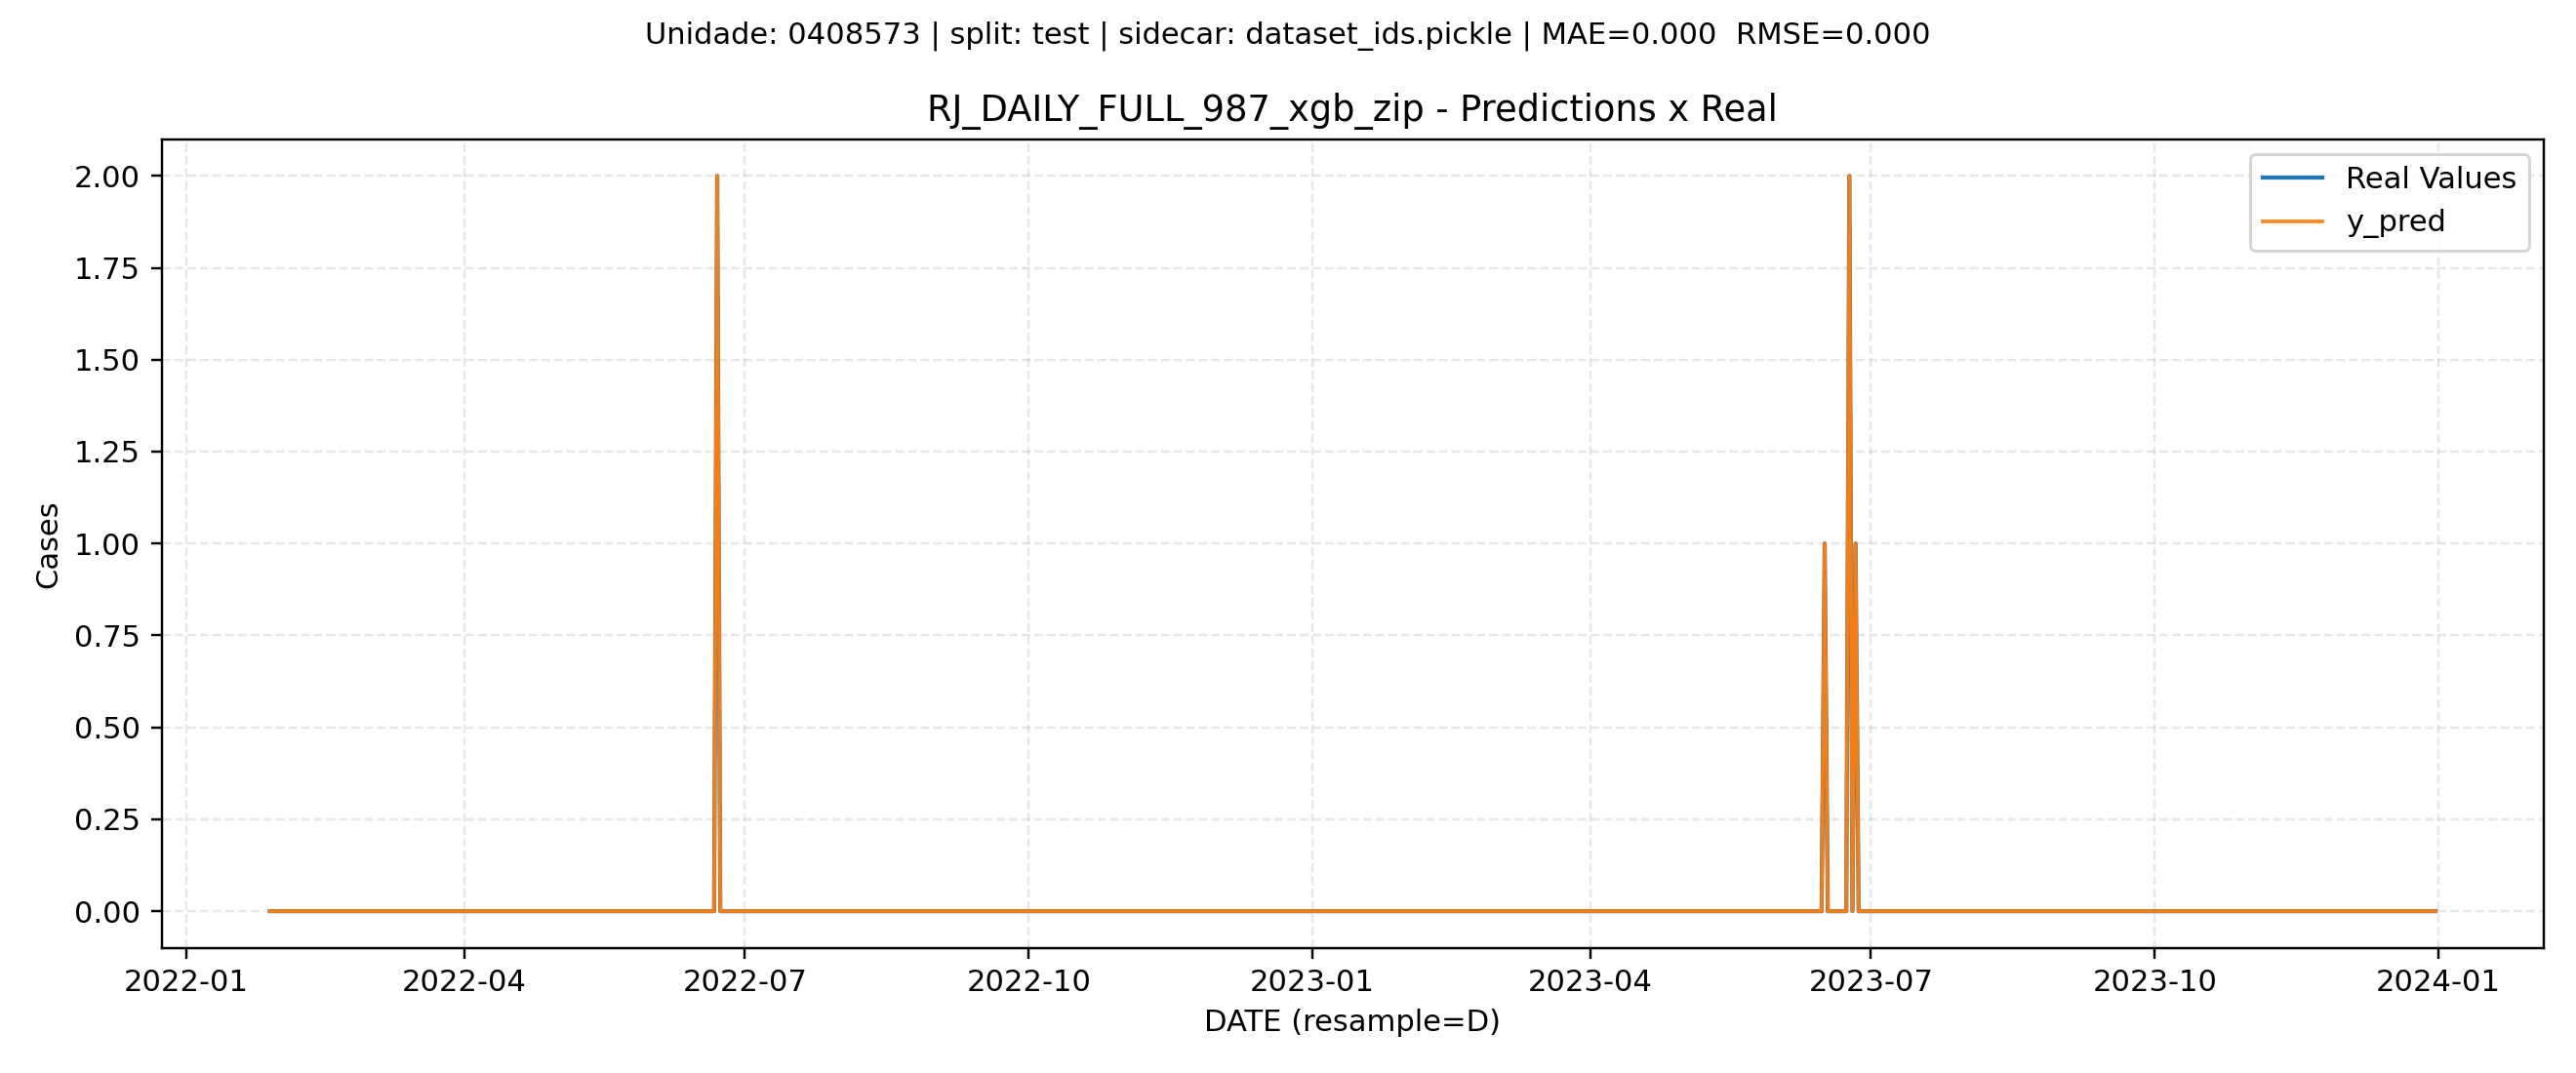 Unidade: 0408573 | split: test | sidecar: dataset_ids.pickle | MAE=0.000  RMSE=0.000
RJ_DAILY_FULL_987_xgb_zip - Predictions x Real
Real Values
y_pred
2.00
1.75
1.50
1.25
1.00
0.75
0.50
0.25
0.00
Cases
2022-01 2022-04 2022-07 2022-10 2023-01 2023-04 2023-07 2023-10 2024-01
DATE (resample=D)